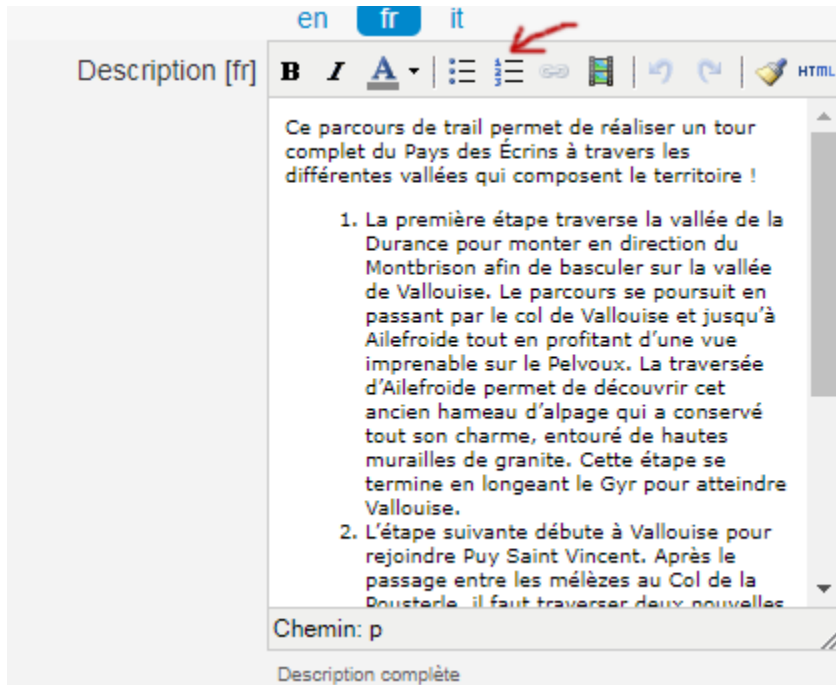 en fr it
Description [fr] B I A HTML
Ce parcours de trail permet de réaliser un tour
complet du Pays des Écrins à travers les
différentes vallées qui composent le territoire !
1. La première étape traverse la vallée de la
Durance pour monter en direction du
Montbrison afin de basculer sur la vallée
de Vallouise. Le parcours se poursuit en
passant par le col de Vallouise et jusqu’à
Ailefroide tout en profitant d’une vue
imprenable sur le Pelvoux. La traversée
d’Ailefroide permet de découvrir cet
ancien hameau d’alpage qui a conservé
tout son charme, entouré de hautes
murailles de granite. Cette étape se
termine en longeant le Gyr pour atteindre
Vallouise.
2. L’étape suivante débute à Vallouise pour
rejoindre Puy Saint Vincent. Après le
passage entre les mélèzes au Col de la
Pousterle, il faut traverser deux nouvelles
Chemin: p
Description complète